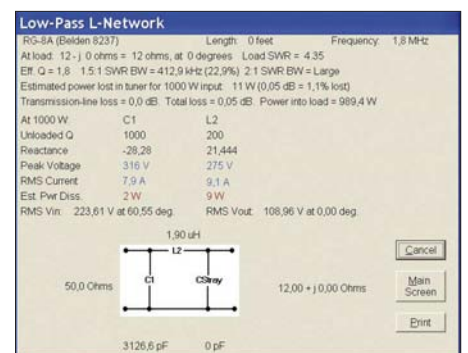 Low-Pass L-Network
RG-8A (Belden 8237) Length: 0 feet Frequency: 1,8 MHz
At load: 12 - j 0 ohms = 12 ohms, at 0 degrees Load SWR = 4.35
Eff. Q = 1,8 1.5:1 SWR BW = 412,9 kHz (22,9%) 2:1 SWR BW = Large
Estimated power lost in tuner for 1000 W input: 11 W (0,05 dB = 1,1% lost)
Transmission-line loss = 0,0 dB Total loss = 0,05 dB Power into load = 989,4 W
At 1000 W: C1 L2
Unloaded Q 1000 200
Reactance -28,28 21,444
Peak Voltage 316 V 275 V
RMS Current 7,9 A 9,1 A
Est. Pwr Diss. 2 W 9 W
RMS Vin: 223,61 V at 60,55 deg. RMS Vout: 108,96 V at 0,00 deg.
1,90 uH
L2
Cancel
50,0 Ohms C1 CStray 12,00 + j 0,00 Ohms
Main Screen
Print
3126,6 pF 0 pF